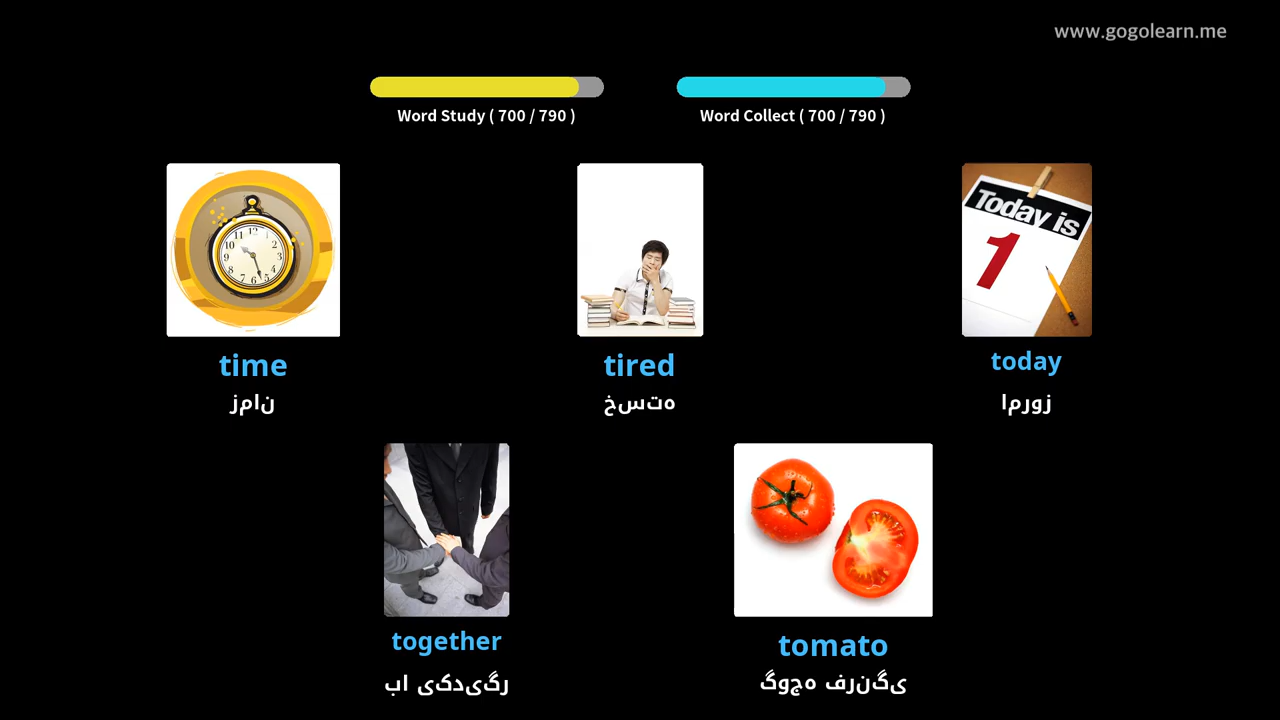 www.gogolearn.me
Word Study ( 700 / 790 )
Word Collect ( 700 / 790 )
time
زمان
tired
خسته
today
امروز
together
با یکدیگر
tomato
گوجه فرنگی
Today is
1